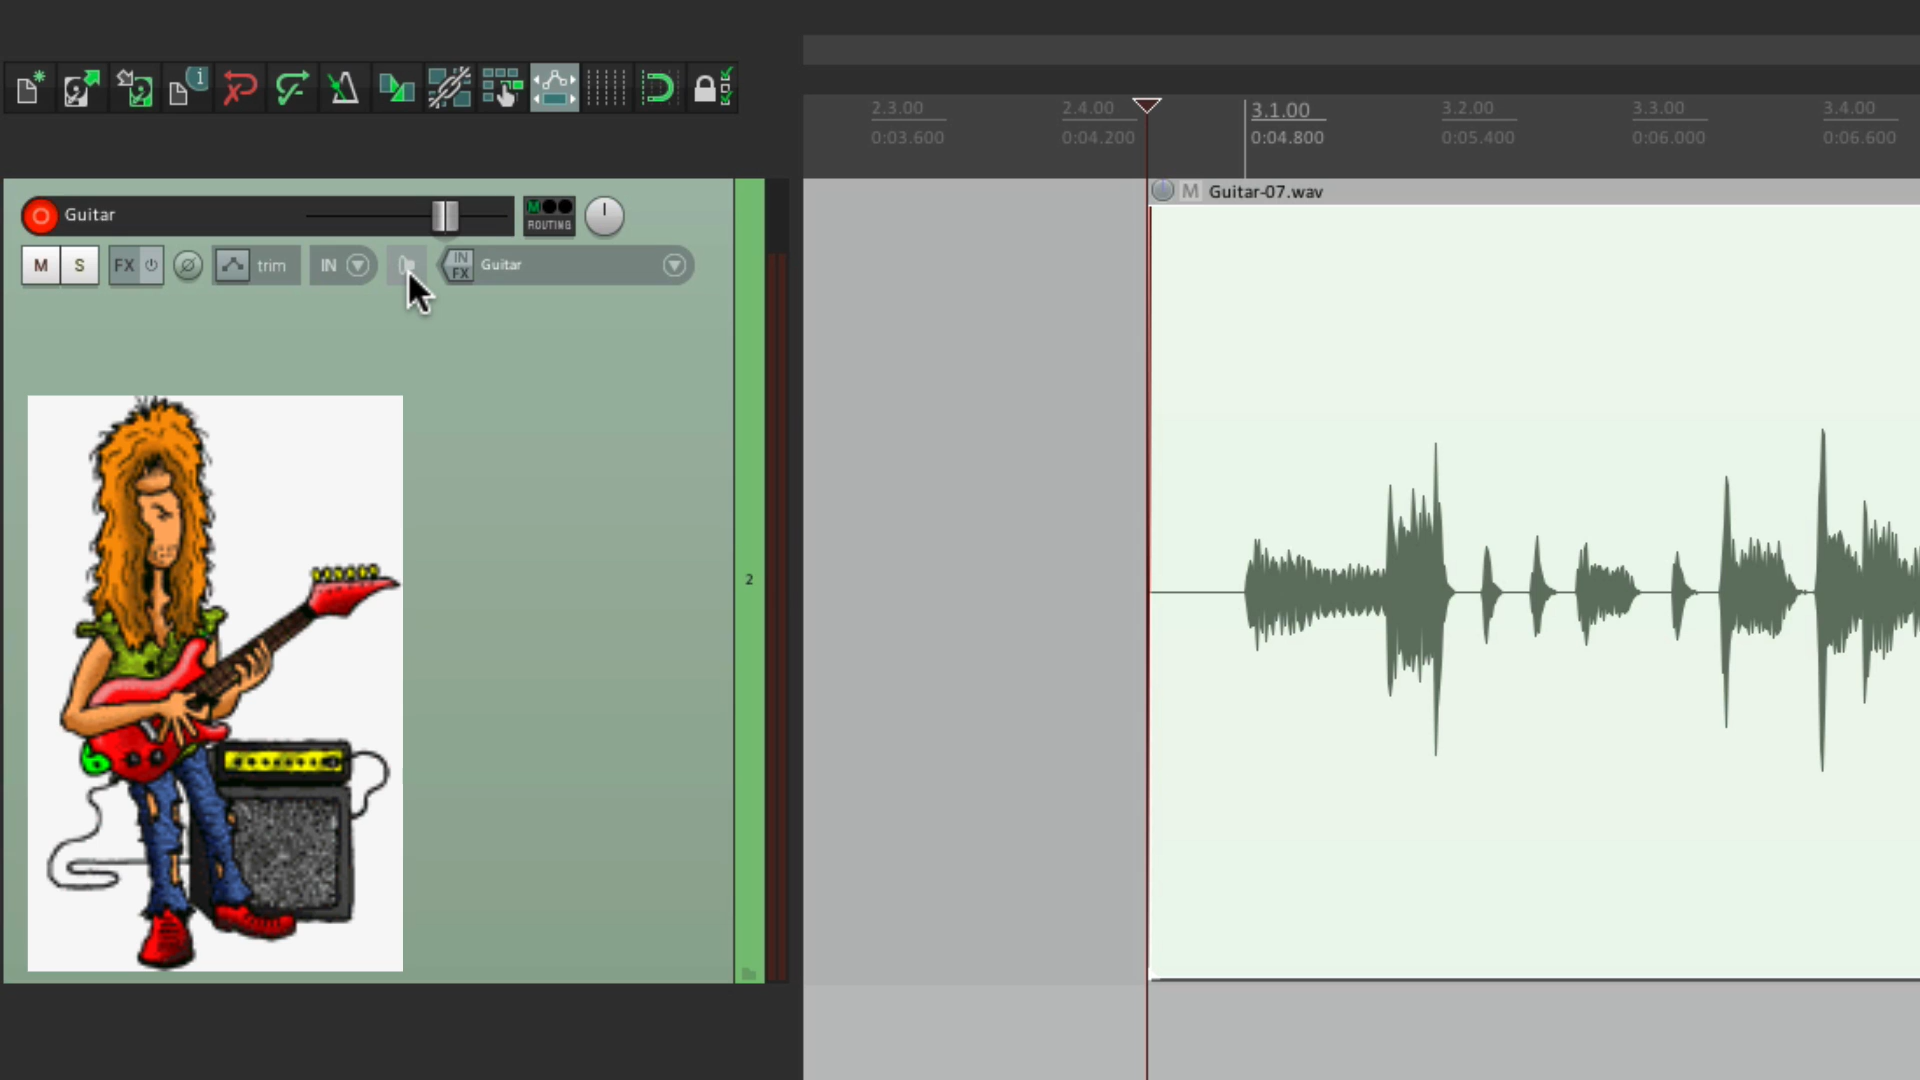 2.3.00
2.4.00
3.1.00
3.2.00
3.3.00
3.4.00
0:03.600
0:04.200
0:04.800
0:05.400
0:06.000
0:06.600
M Guitar-07.wav
Guitar
M
ROUTING
M S FX trim IN
IN
FX
Guitar
2